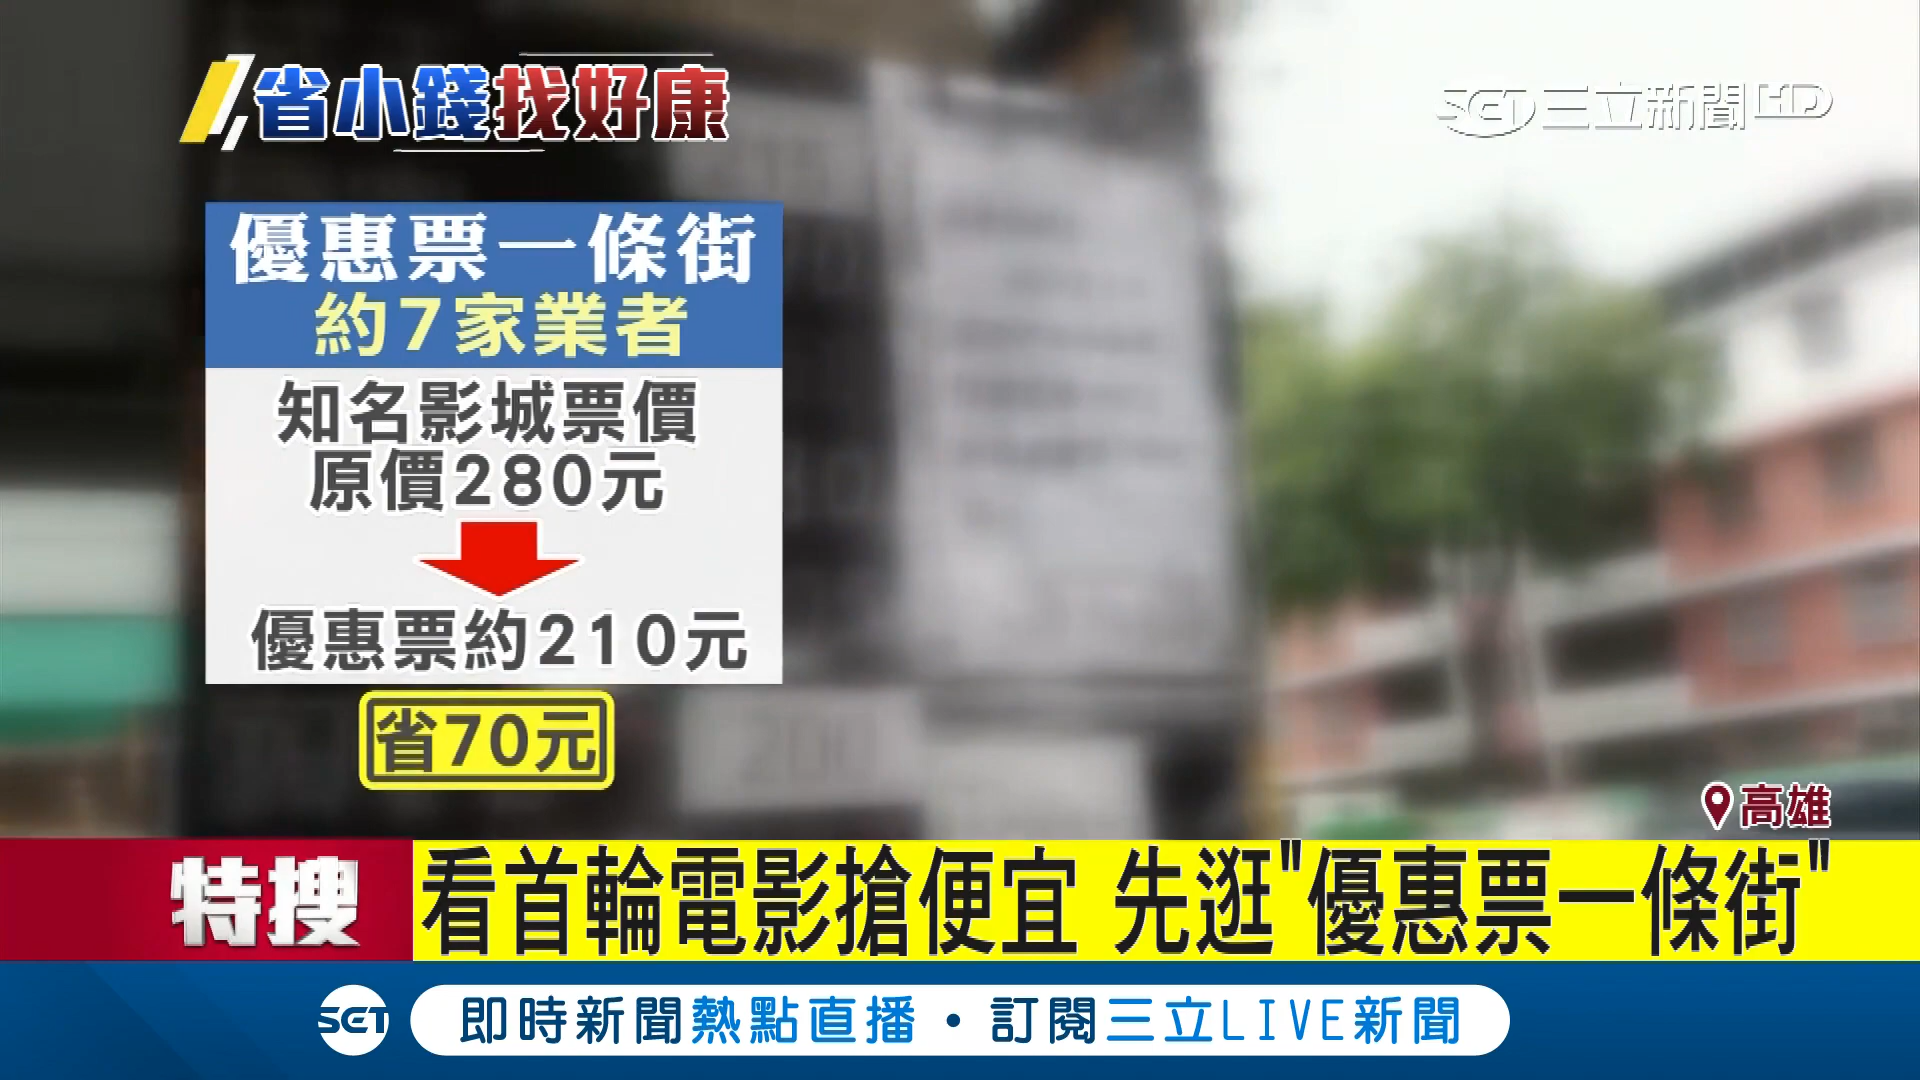 省小錢找好康
SET三立新聞HD
優惠票一條街
約7家業者
知名影城票價
原價280元
優惠票約210元
省70元
高雄
特搜
看首輪電影搶便宜 先逛"優惠票一條街"
SET
即時新聞熱點直播・訂閱三立LIVE新聞